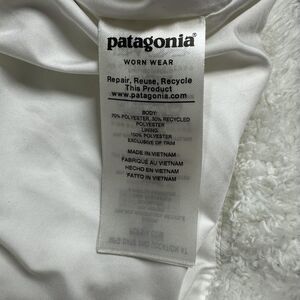 patagonia®
WORN WEAR
Repair, Reuse, Recycle
This Product
www.patagonia.com
BODY:
70% POLYESTER, 30% RECYCLED
POLYESTER
LINING:
100% POLYESTER
EXCLUSIVE OF TRIM
MADE IN VIETNAM
FABRIQUÉ AU VIETNAM
HECHO EN VIETNAM
FATTO IN VIETNAM